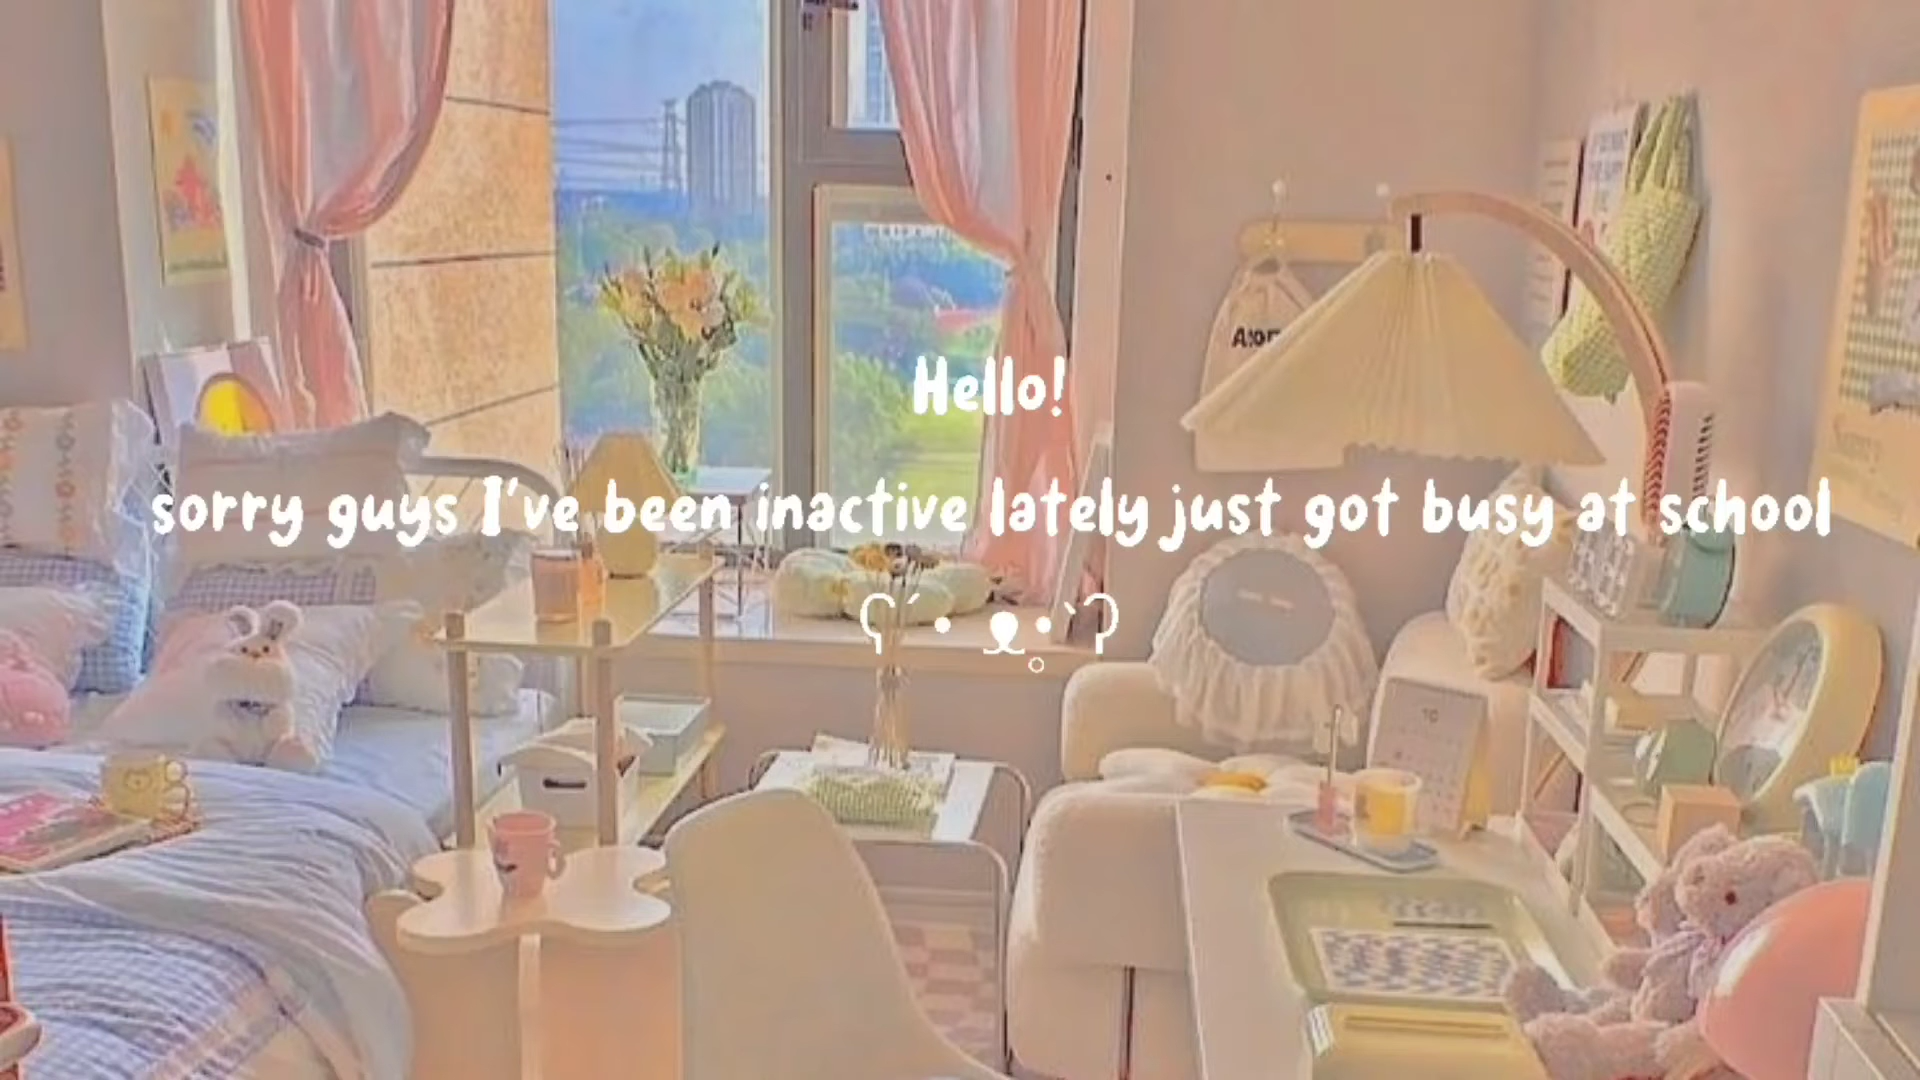 Hello!
sorry guys I've been inactive lately just got busy at school
ʕ´• ᴥ•̥`ʔ